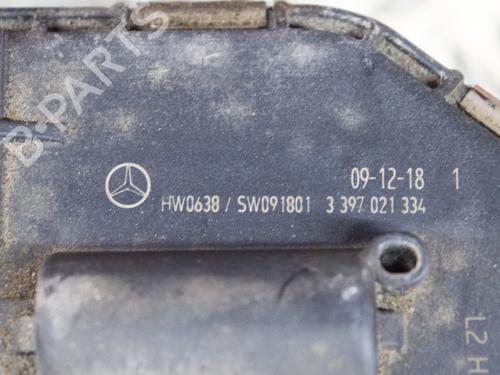 B-PARTS
09-12-18 1
HW0638 / SW091801 3 397 021 334
L2 H